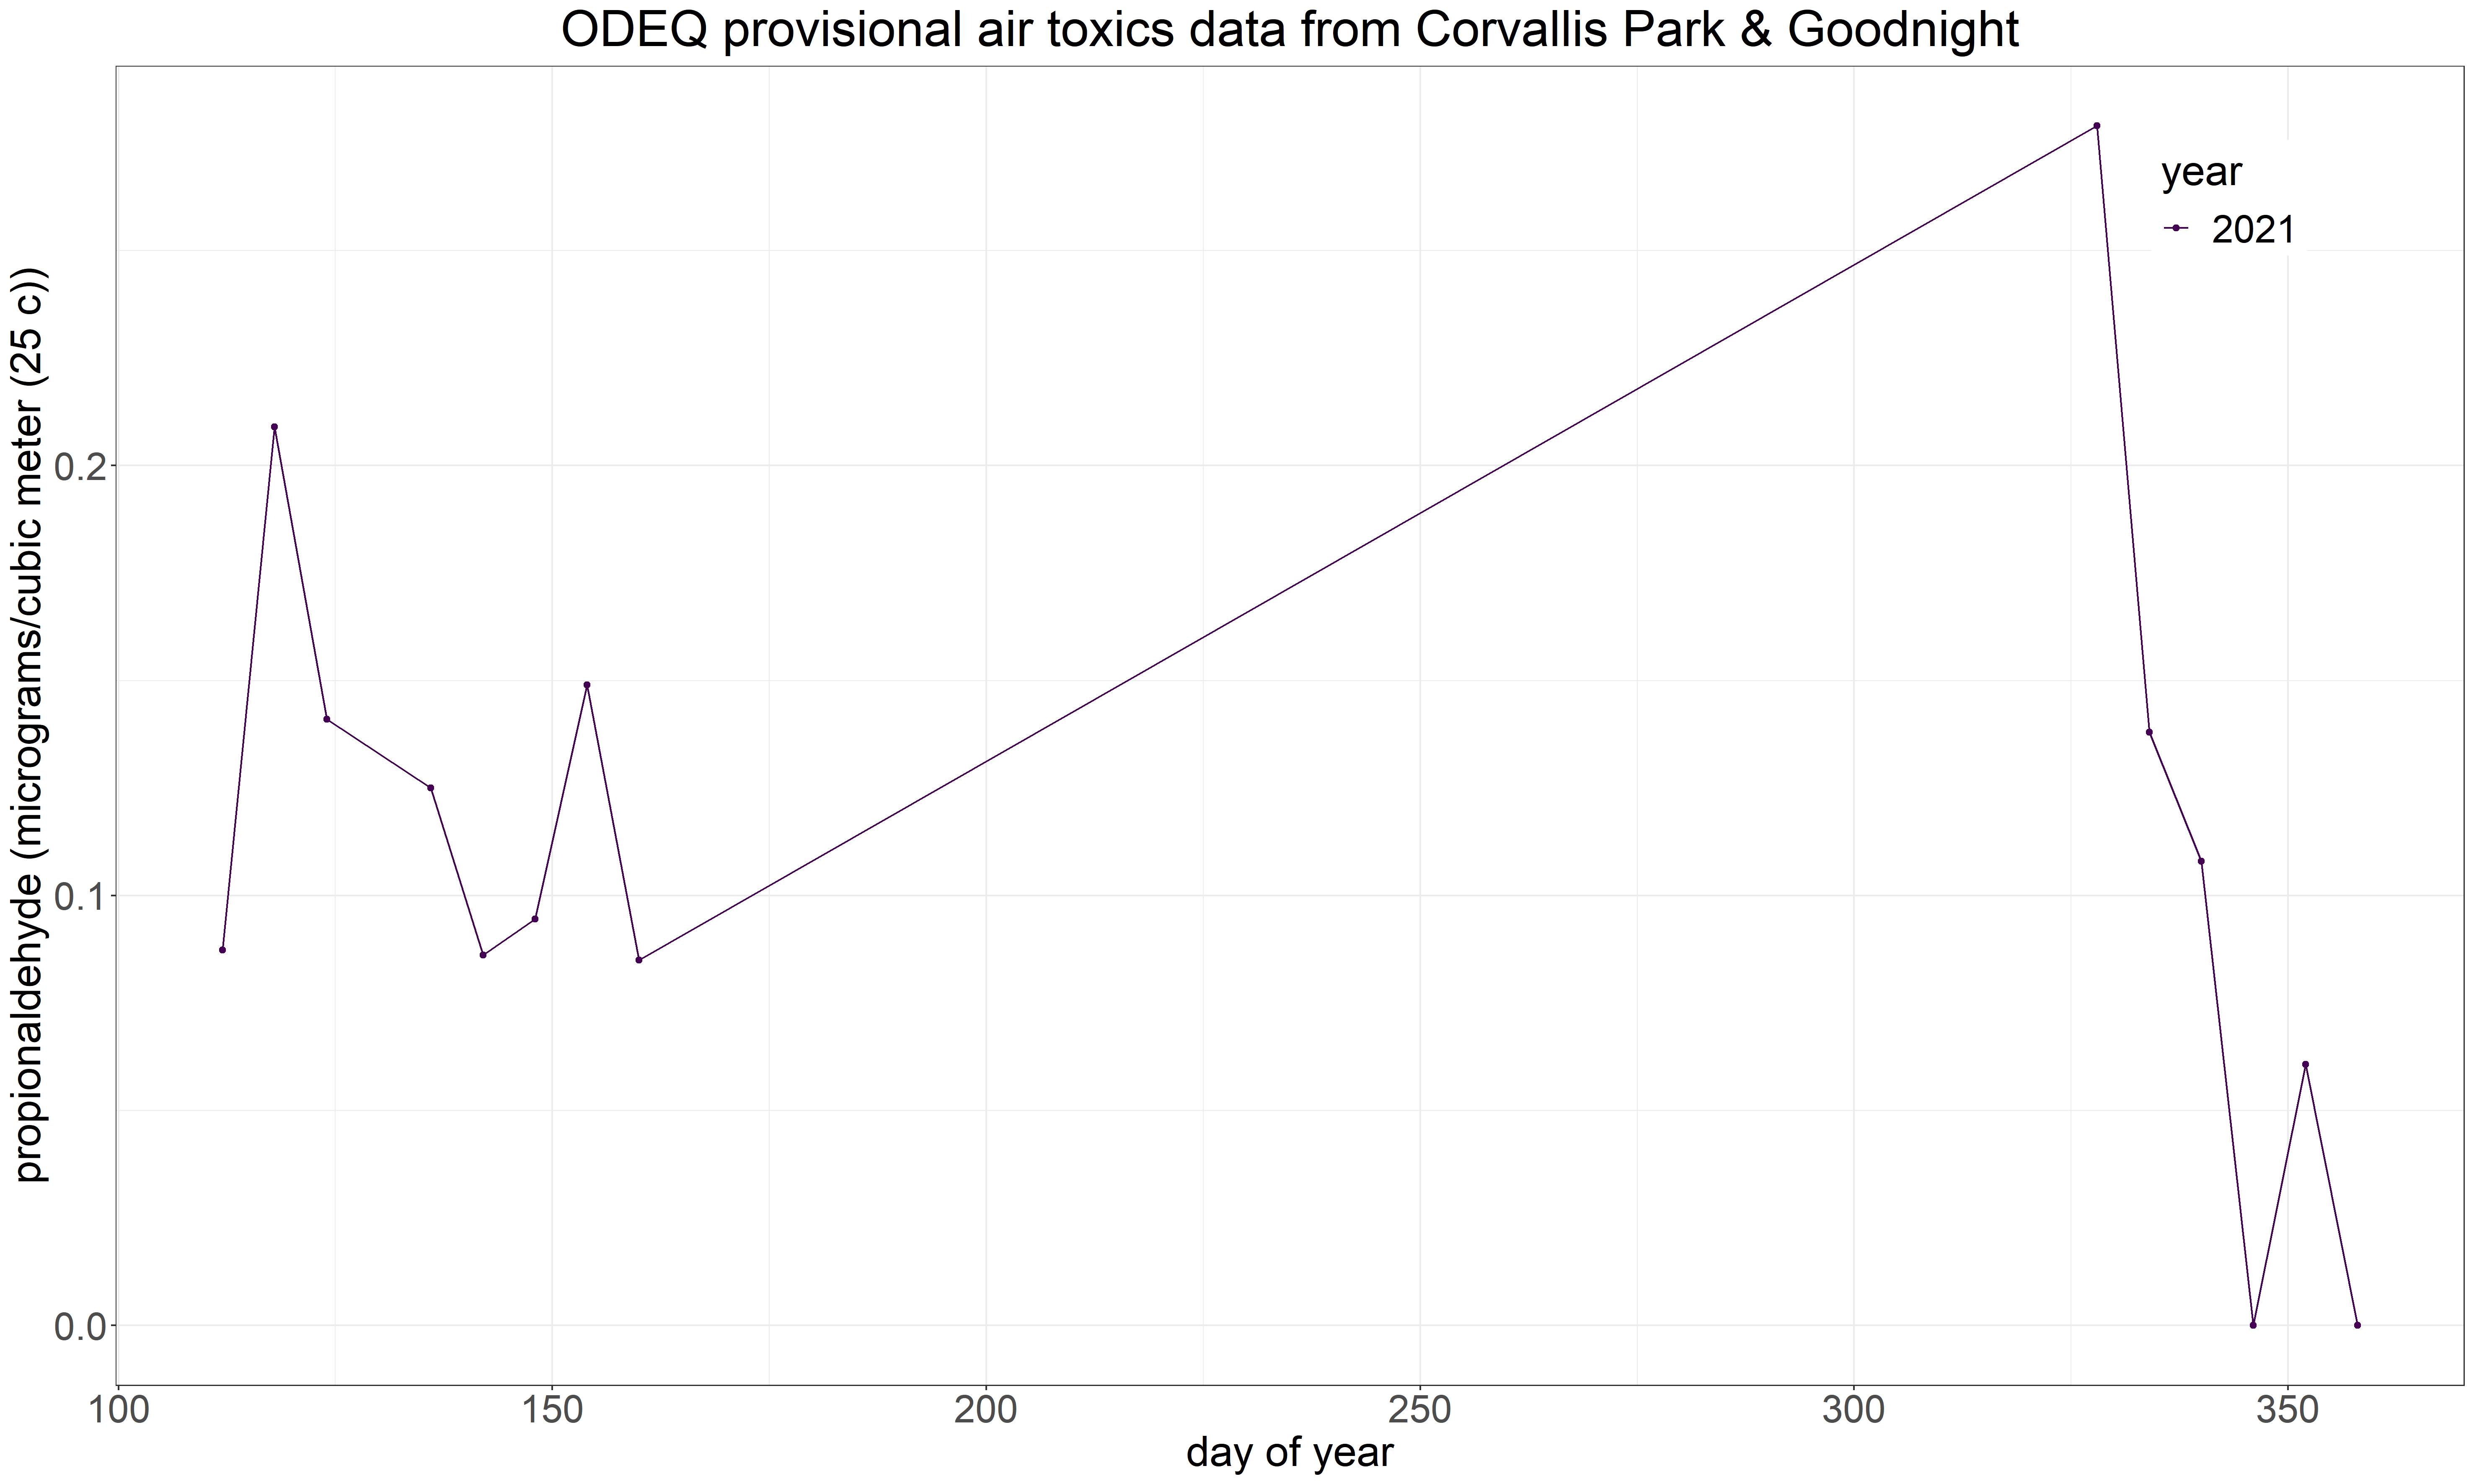 ODEQ provisional air toxics data from Corvallis Park & Goodnight
propionaldehyde (micrograms/cubic meter (25 c))
0.2
0.1
0.0
year
2021
100 150 200 250 300 350
day of year